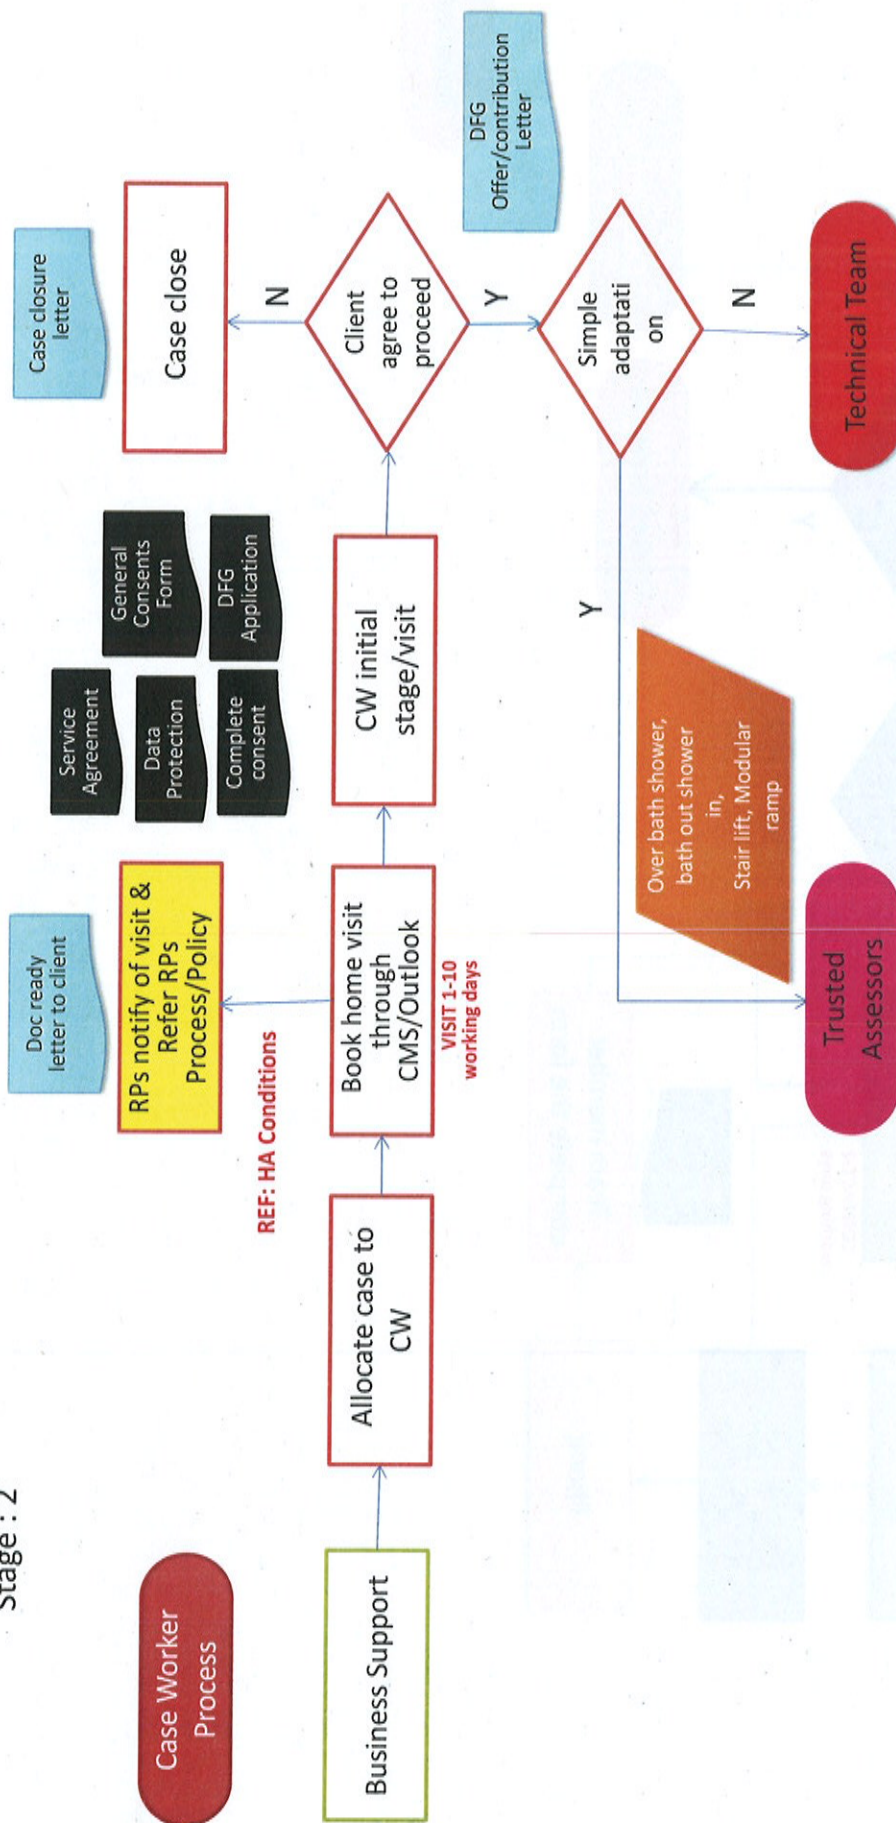 Stage : 2
Case Worker
Process
Doc ready
letter to client
RPs notify of visit &
Refer RPs
Process/Policy
REF: HA Conditions
Service
Agreement
Data
Protection
Complete
consent
General
Consents
Form
DFG
Application
Case closure
letter
Case close
N
Business Support
Allocate case to
CW
Book home visit
through
CMS/Outlook
VISIT 1-10
working days
CW initial
stage/visit
Client
agree to
proceed
Y
DFG
Offer/contribution
Letter
Simple
adaptati
on
Y
N
Over bath shower,
bath out shower
in,
Stair lift, Modular
ramp
Trusted
Assessors
Technical Team